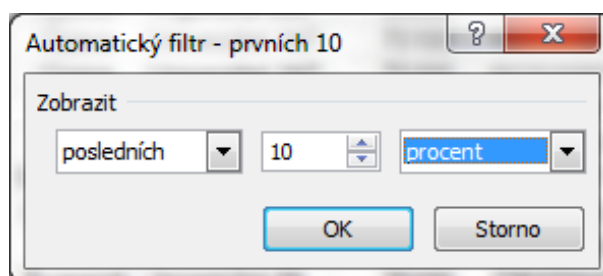 Automatický filtr - prvních 10
Zobrazit
posledních 10 procent
OK Storno